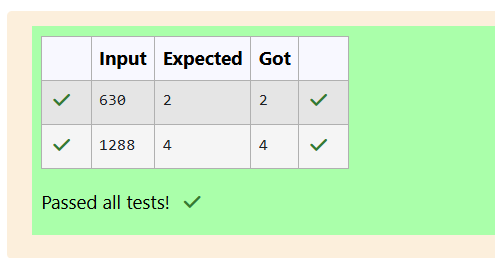 Input Expected Got
630 2 2
1288 4 4
Passed all tests!